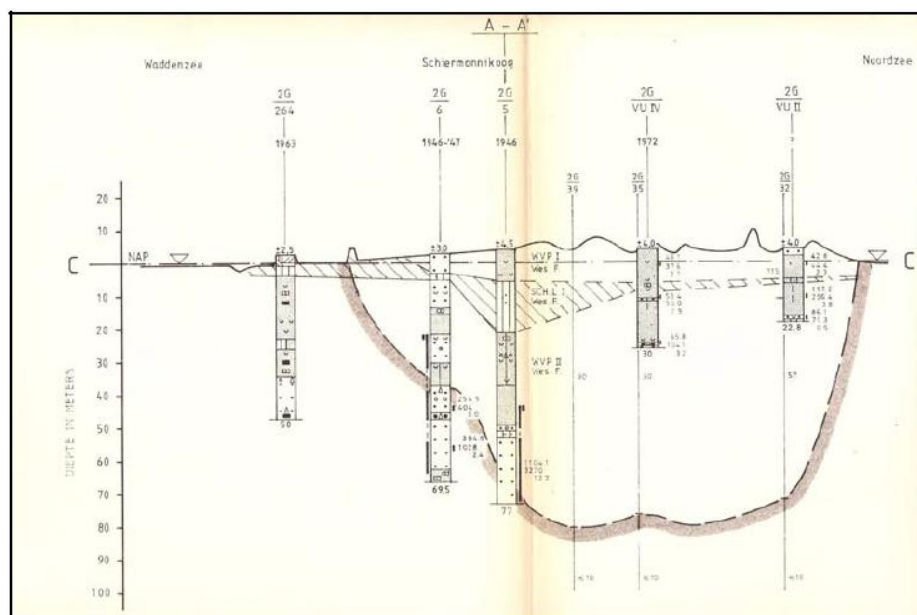 A - A'
Waddenzee
Schiermonnikoog
Noordzee
2G
264
2G
6
2G
5
2G
VU IV
2G
VU II
1963
1946-'47
1946
1972
?
2G
39
2G
35
2G
32
20
10
NAP
C
C
10
20
30
40
50
60
70
80
90
100
DIEPTE IN METERS
±2,5
±3,0
±4,5
±4,0
±4,0
WVP I
Wes. F.
SCH.L. I
Wes. F.
WVP II
Wes. F.
50
69,5
77
30
22,8
30
30
57